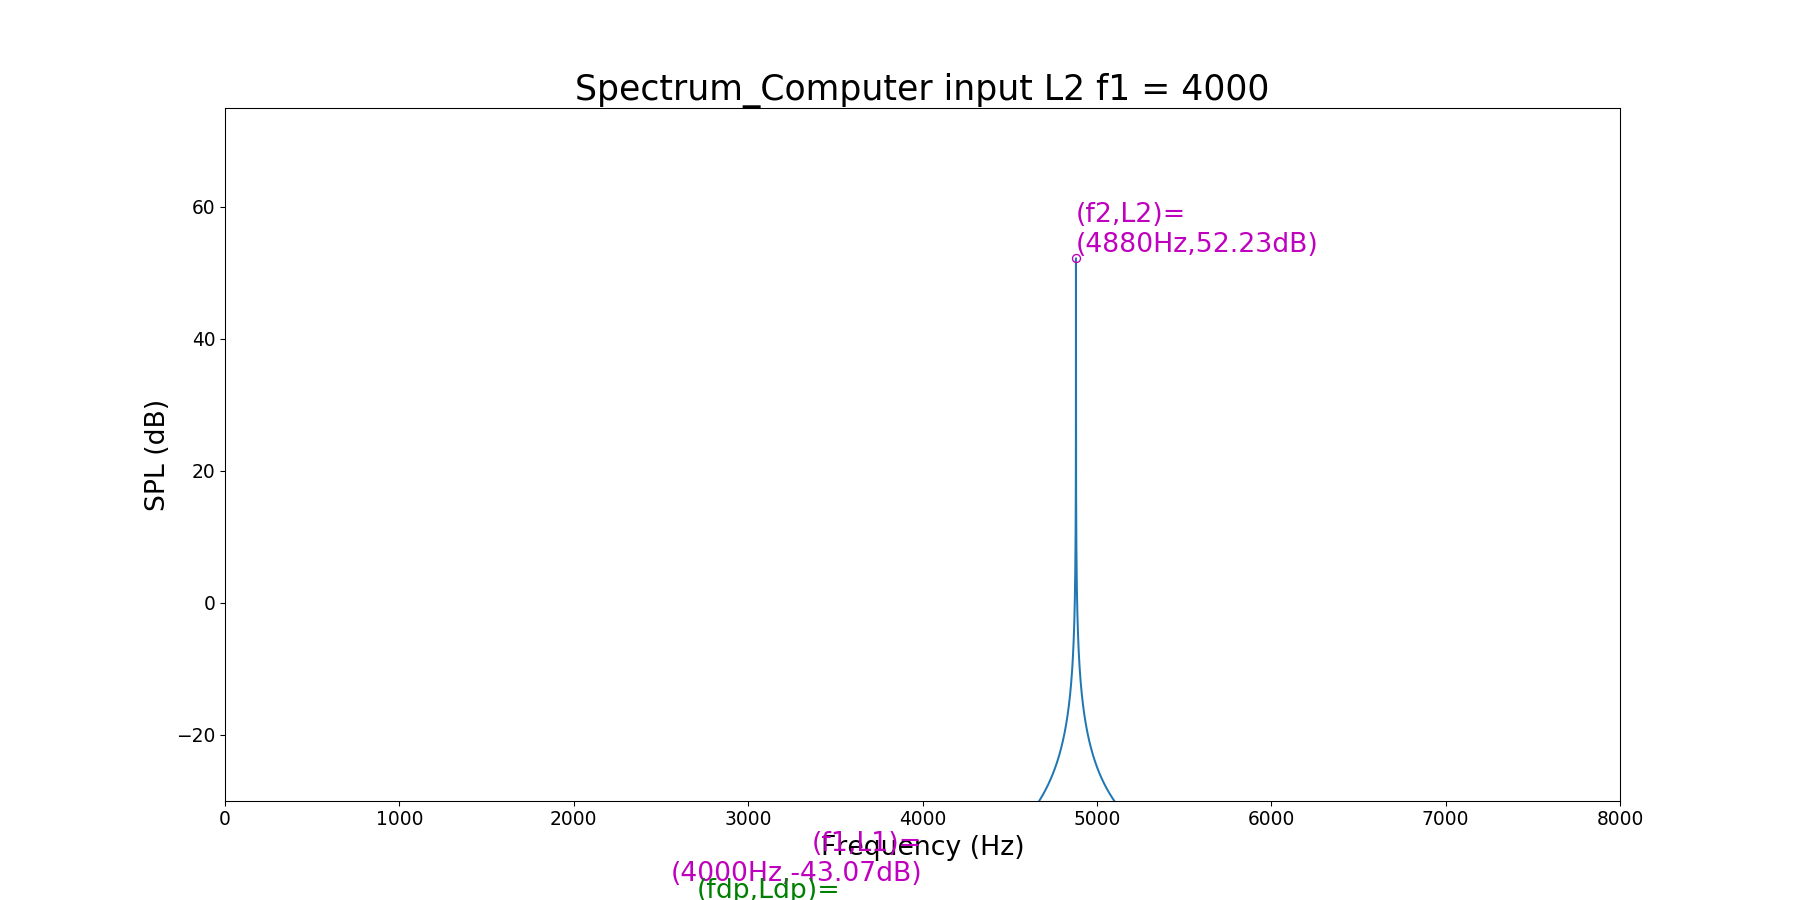 Spectrum_Computer input L2 f1 = 4000
60
40
20
0
−20
SPL (dB)
(f2,L2)=
(4880Hz,52.23dB)
0 1000 2000 3000 4000 5000 6000 7000 8000
Frequency (Hz)
(f1,L1)=
(4000Hz,-43.07dB)
(fdp,Ldp)=